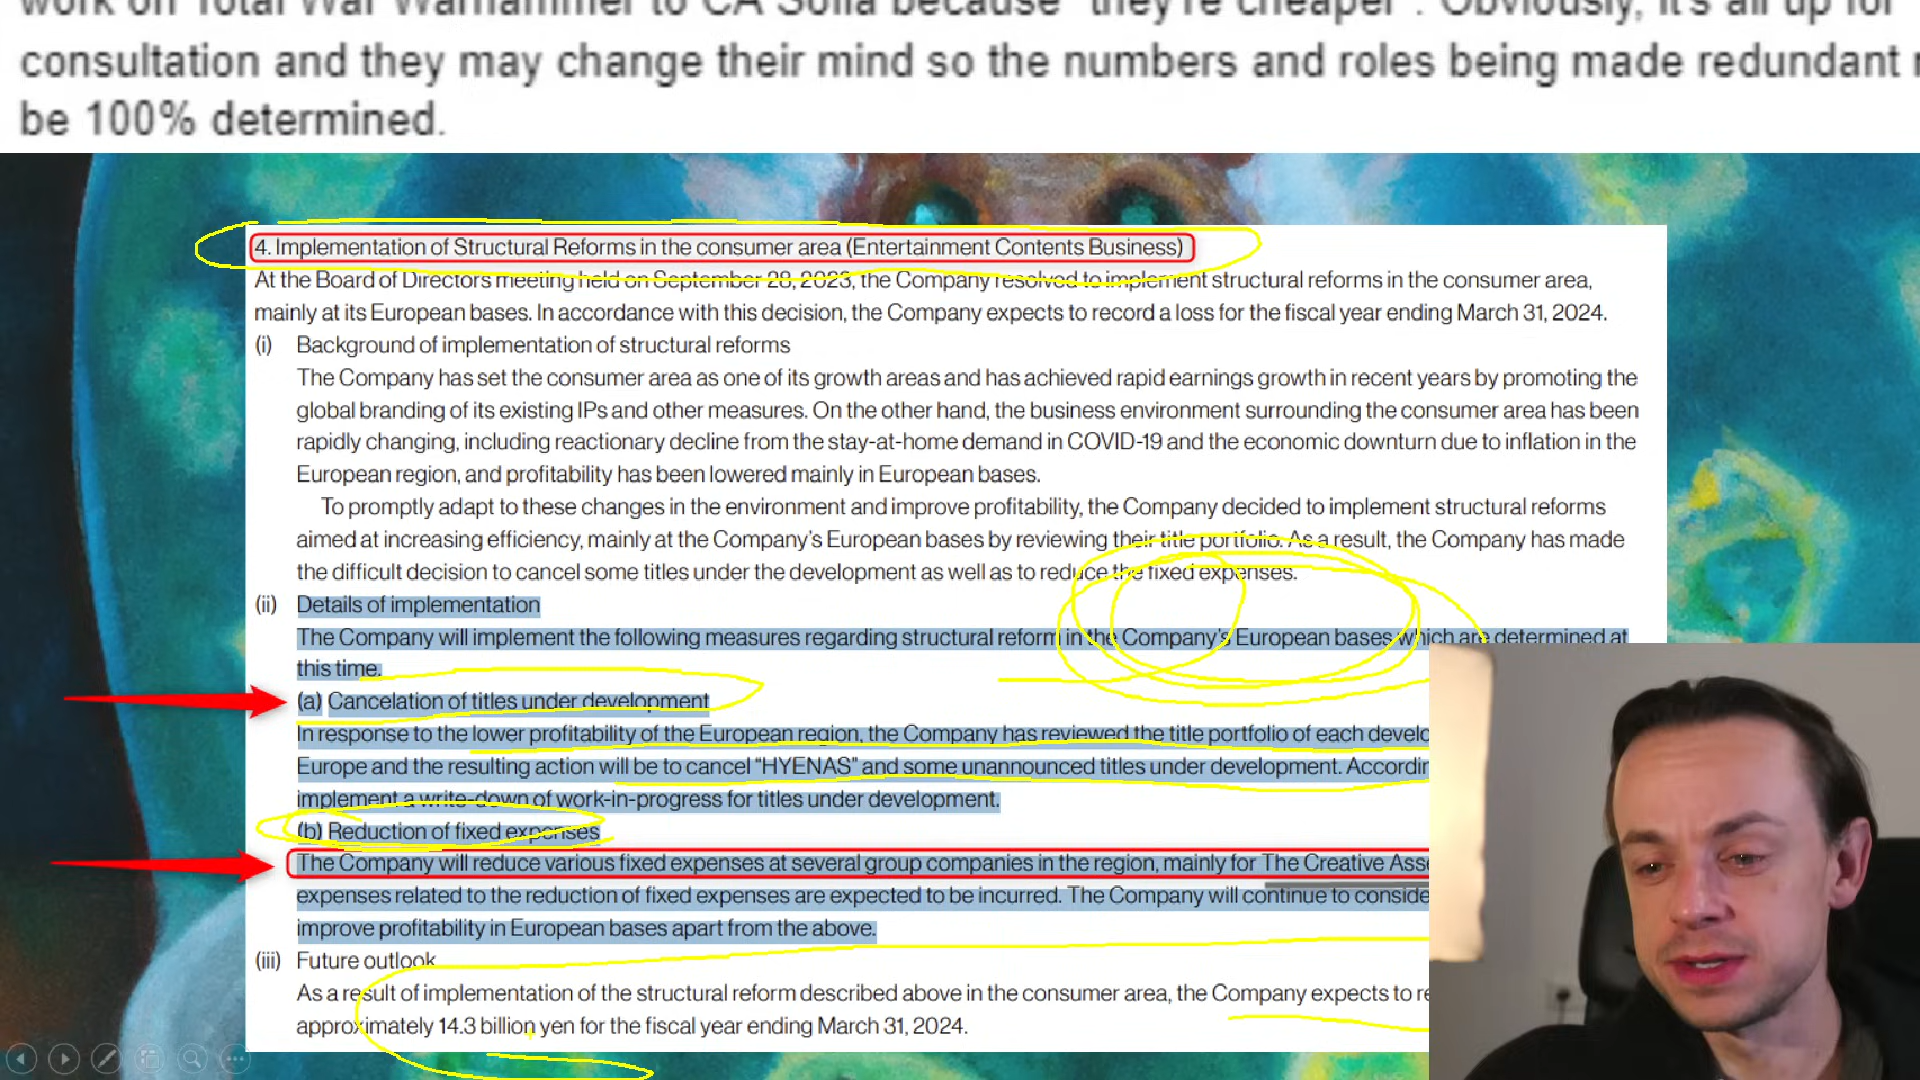 work on Total War Warhammer to CA Sofia because "they're cheaper". Obviously, it's all up for
consultation and they may change their mind so the numbers and roles being made redundant
be 100% determined.
4. Implementation of Structural Reforms in the consumer area (Entertainment Contents Business)
At the Board of Directors meeting held on September 28, 2023, the Company resolved to implement structural reforms in the consumer area,
mainly at its European bases. In accordance with this decision, the Company expects to record a loss for the fiscal year ending March 31, 2024.
(i) Background of implementation of structural reforms
The Company has set the consumer area as one of its growth areas and has achieved rapid earnings growth in recent years by promoting the
global branding of its existing IPs and other measures. On the other hand, the business environment surrounding the consumer area has been
rapidly changing, including reactionary decline from the stay-at-home demand in COVID-19 and the economic downturn due to inflation in the
European region, and profitability has been lowered mainly in European bases.
To promptly adapt to these changes in the environment and improve profitability, the Company decided to implement structural reforms
aimed at increasing efficiency, mainly at the Company's European bases by reviewing their title portfolio. As a result, the Company has made
the difficult decision to cancel some titles under the development as well as to reduce the fixed expenses.
(ii) Details of implementation
The Company will implement the following measures regarding structural reform in the Company's European bases which are determined at
this time.
(a) Cancelation of titles under development
In response to the lower profitability of the European region, the Company has reviewed the title portfolio of each develo
Europe and the resulting action will be to cancel "HYENAS" and some unannounced titles under development. Accordin
implement a write-down of work-in-progress for titles under development.
(b) Reduction of fixed expenses
The Company will reduce various fixed expenses at several group companies in the region, mainly for The Creative Asse
expenses related to the reduction of fixed expenses are expected to be incurred. The Company will continue to conside
improve profitability in European bases apart from the above.
(iii) Future outlook
As a result of implementation of the structural reform described above in the consumer area, the Company expects to re
approximately 14.3 billion yen for the fiscal year ending March 31, 2024.